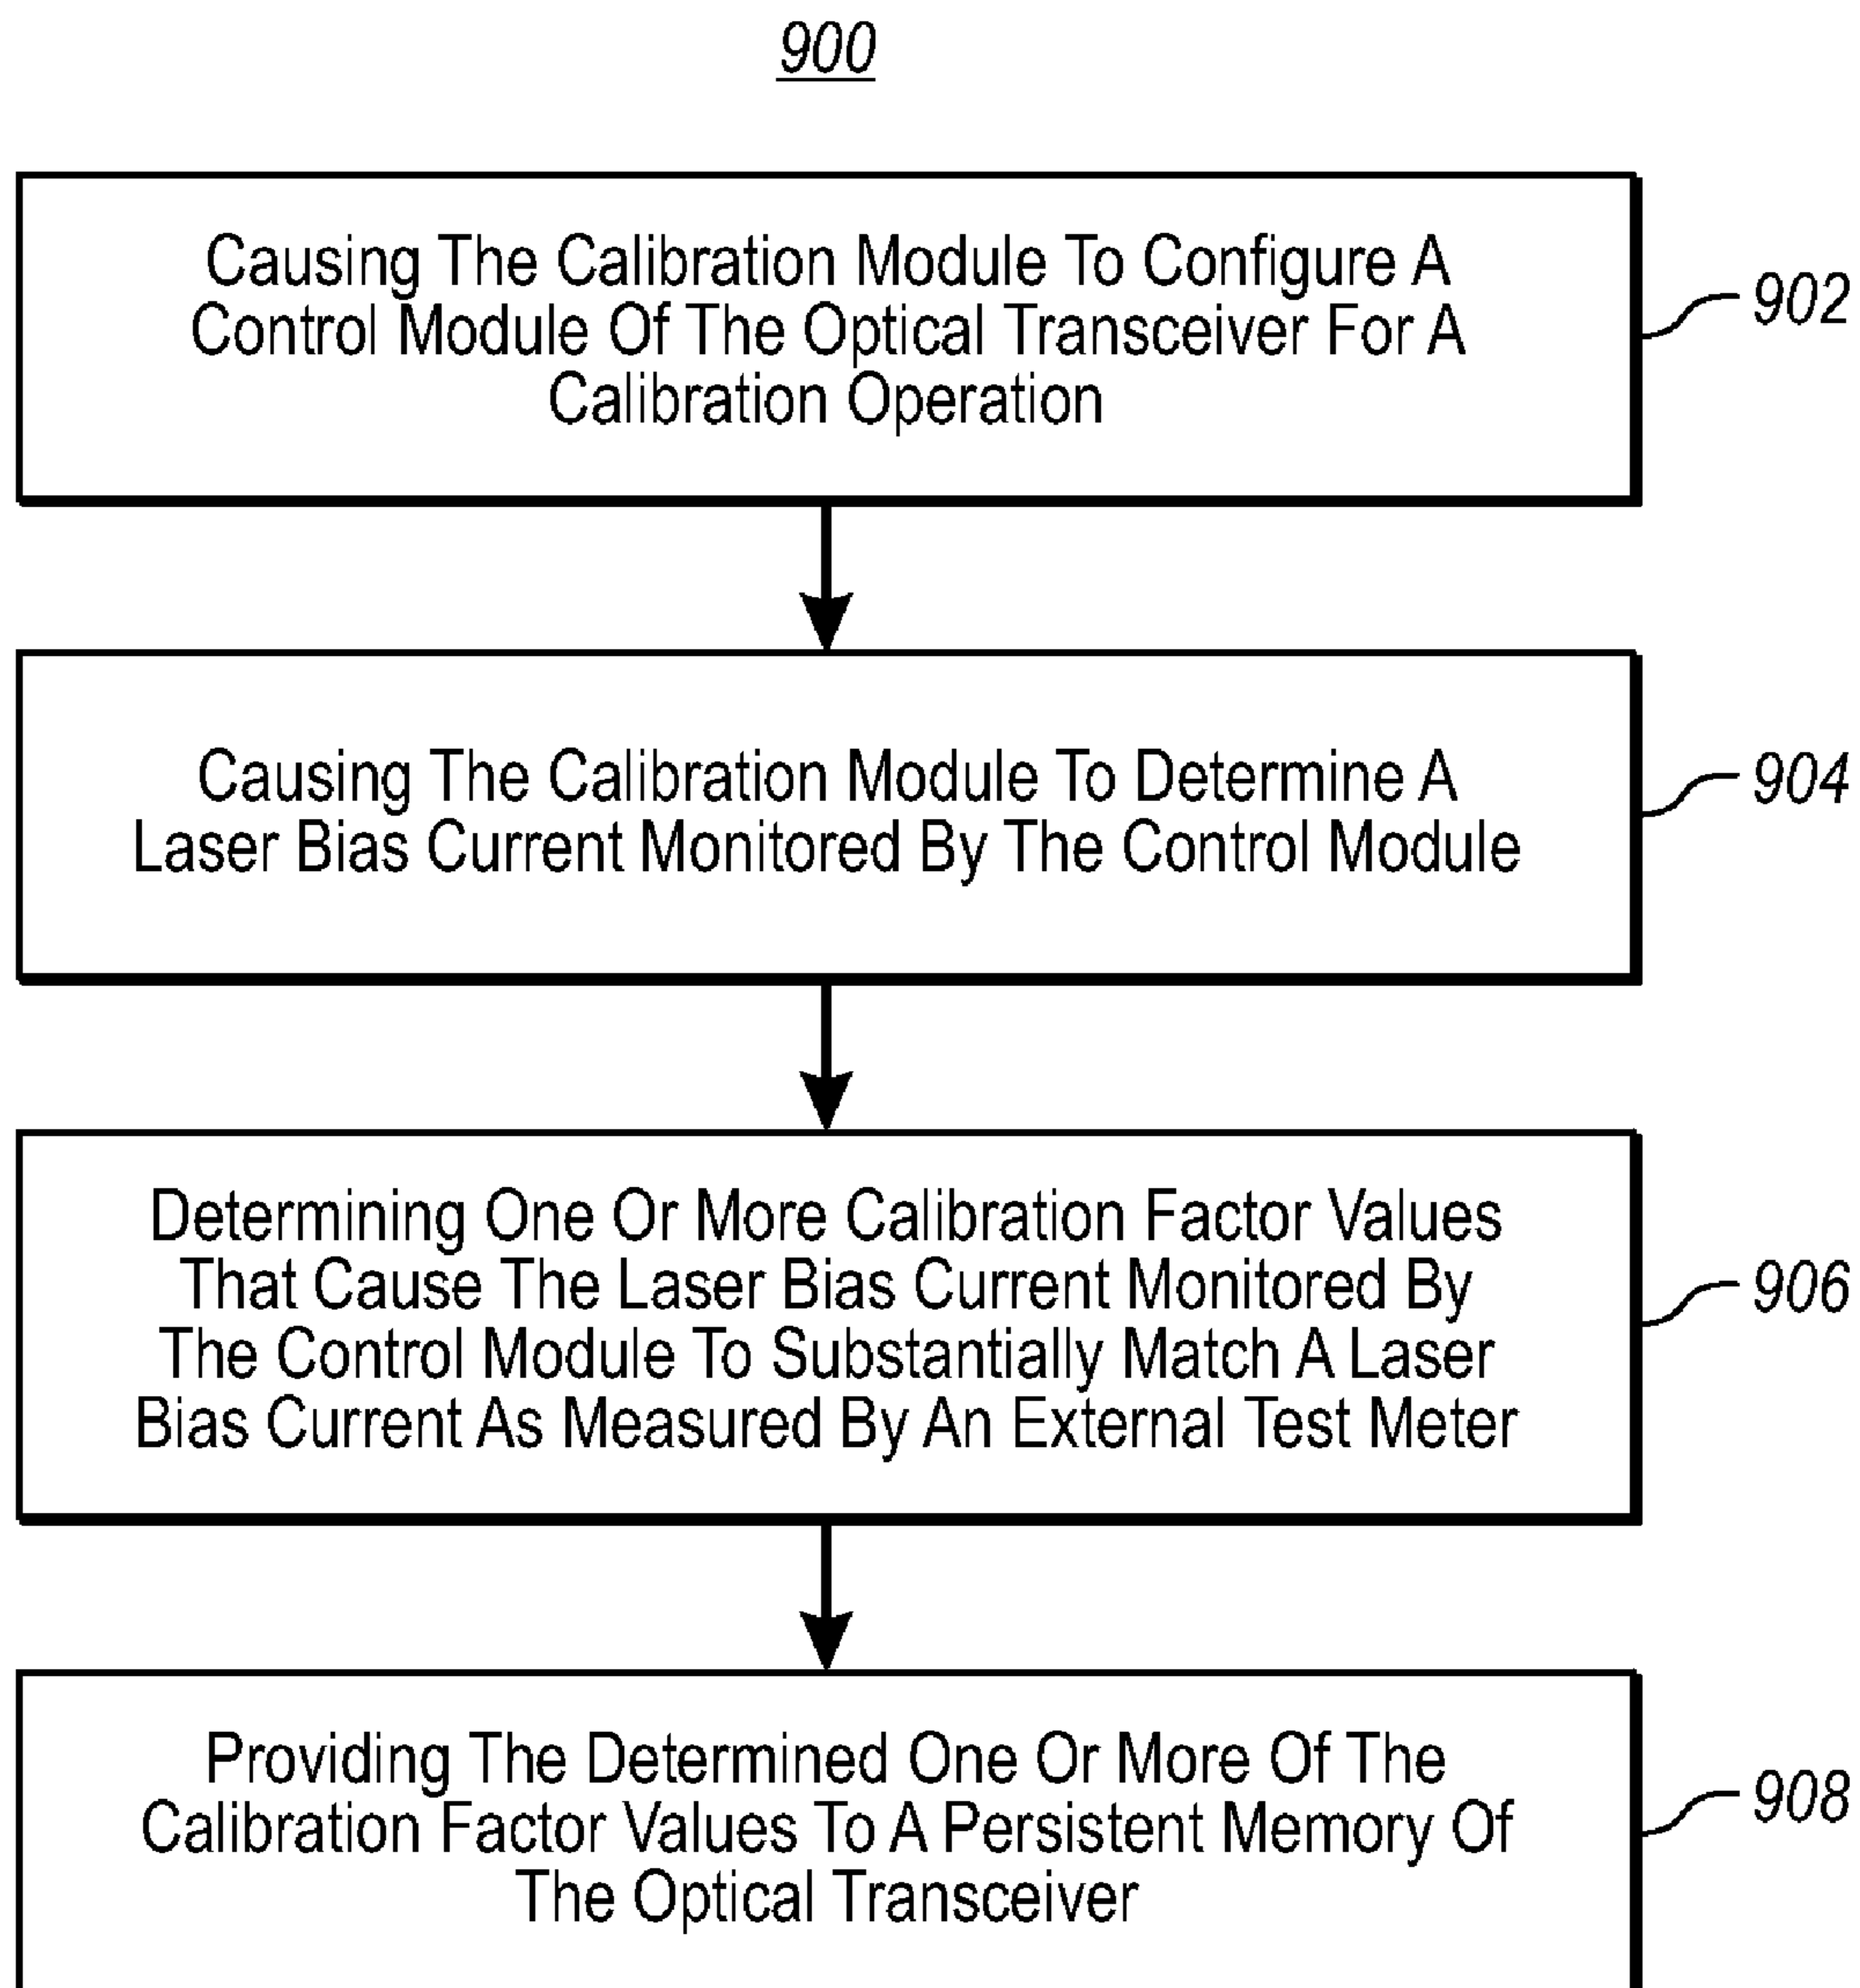 900
Causing The Calibration Module To Configure A
Control Module Of The Optical Transceiver For A
Calibration Operation
902
Causing The Calibration Module To Determine A
Laser Bias Current Monitored By The Control Module
904
Determining One Or More Calibration Factor Values
That Cause The Laser Bias Current Monitored By
The Control Module To Substantially Match A Laser
Bias Current As Measured By An External Test Meter
906
Providing The Determined One Or More Of The
Calibration Factor Values To A Persistent Memory Of
The Optical Transceiver
908